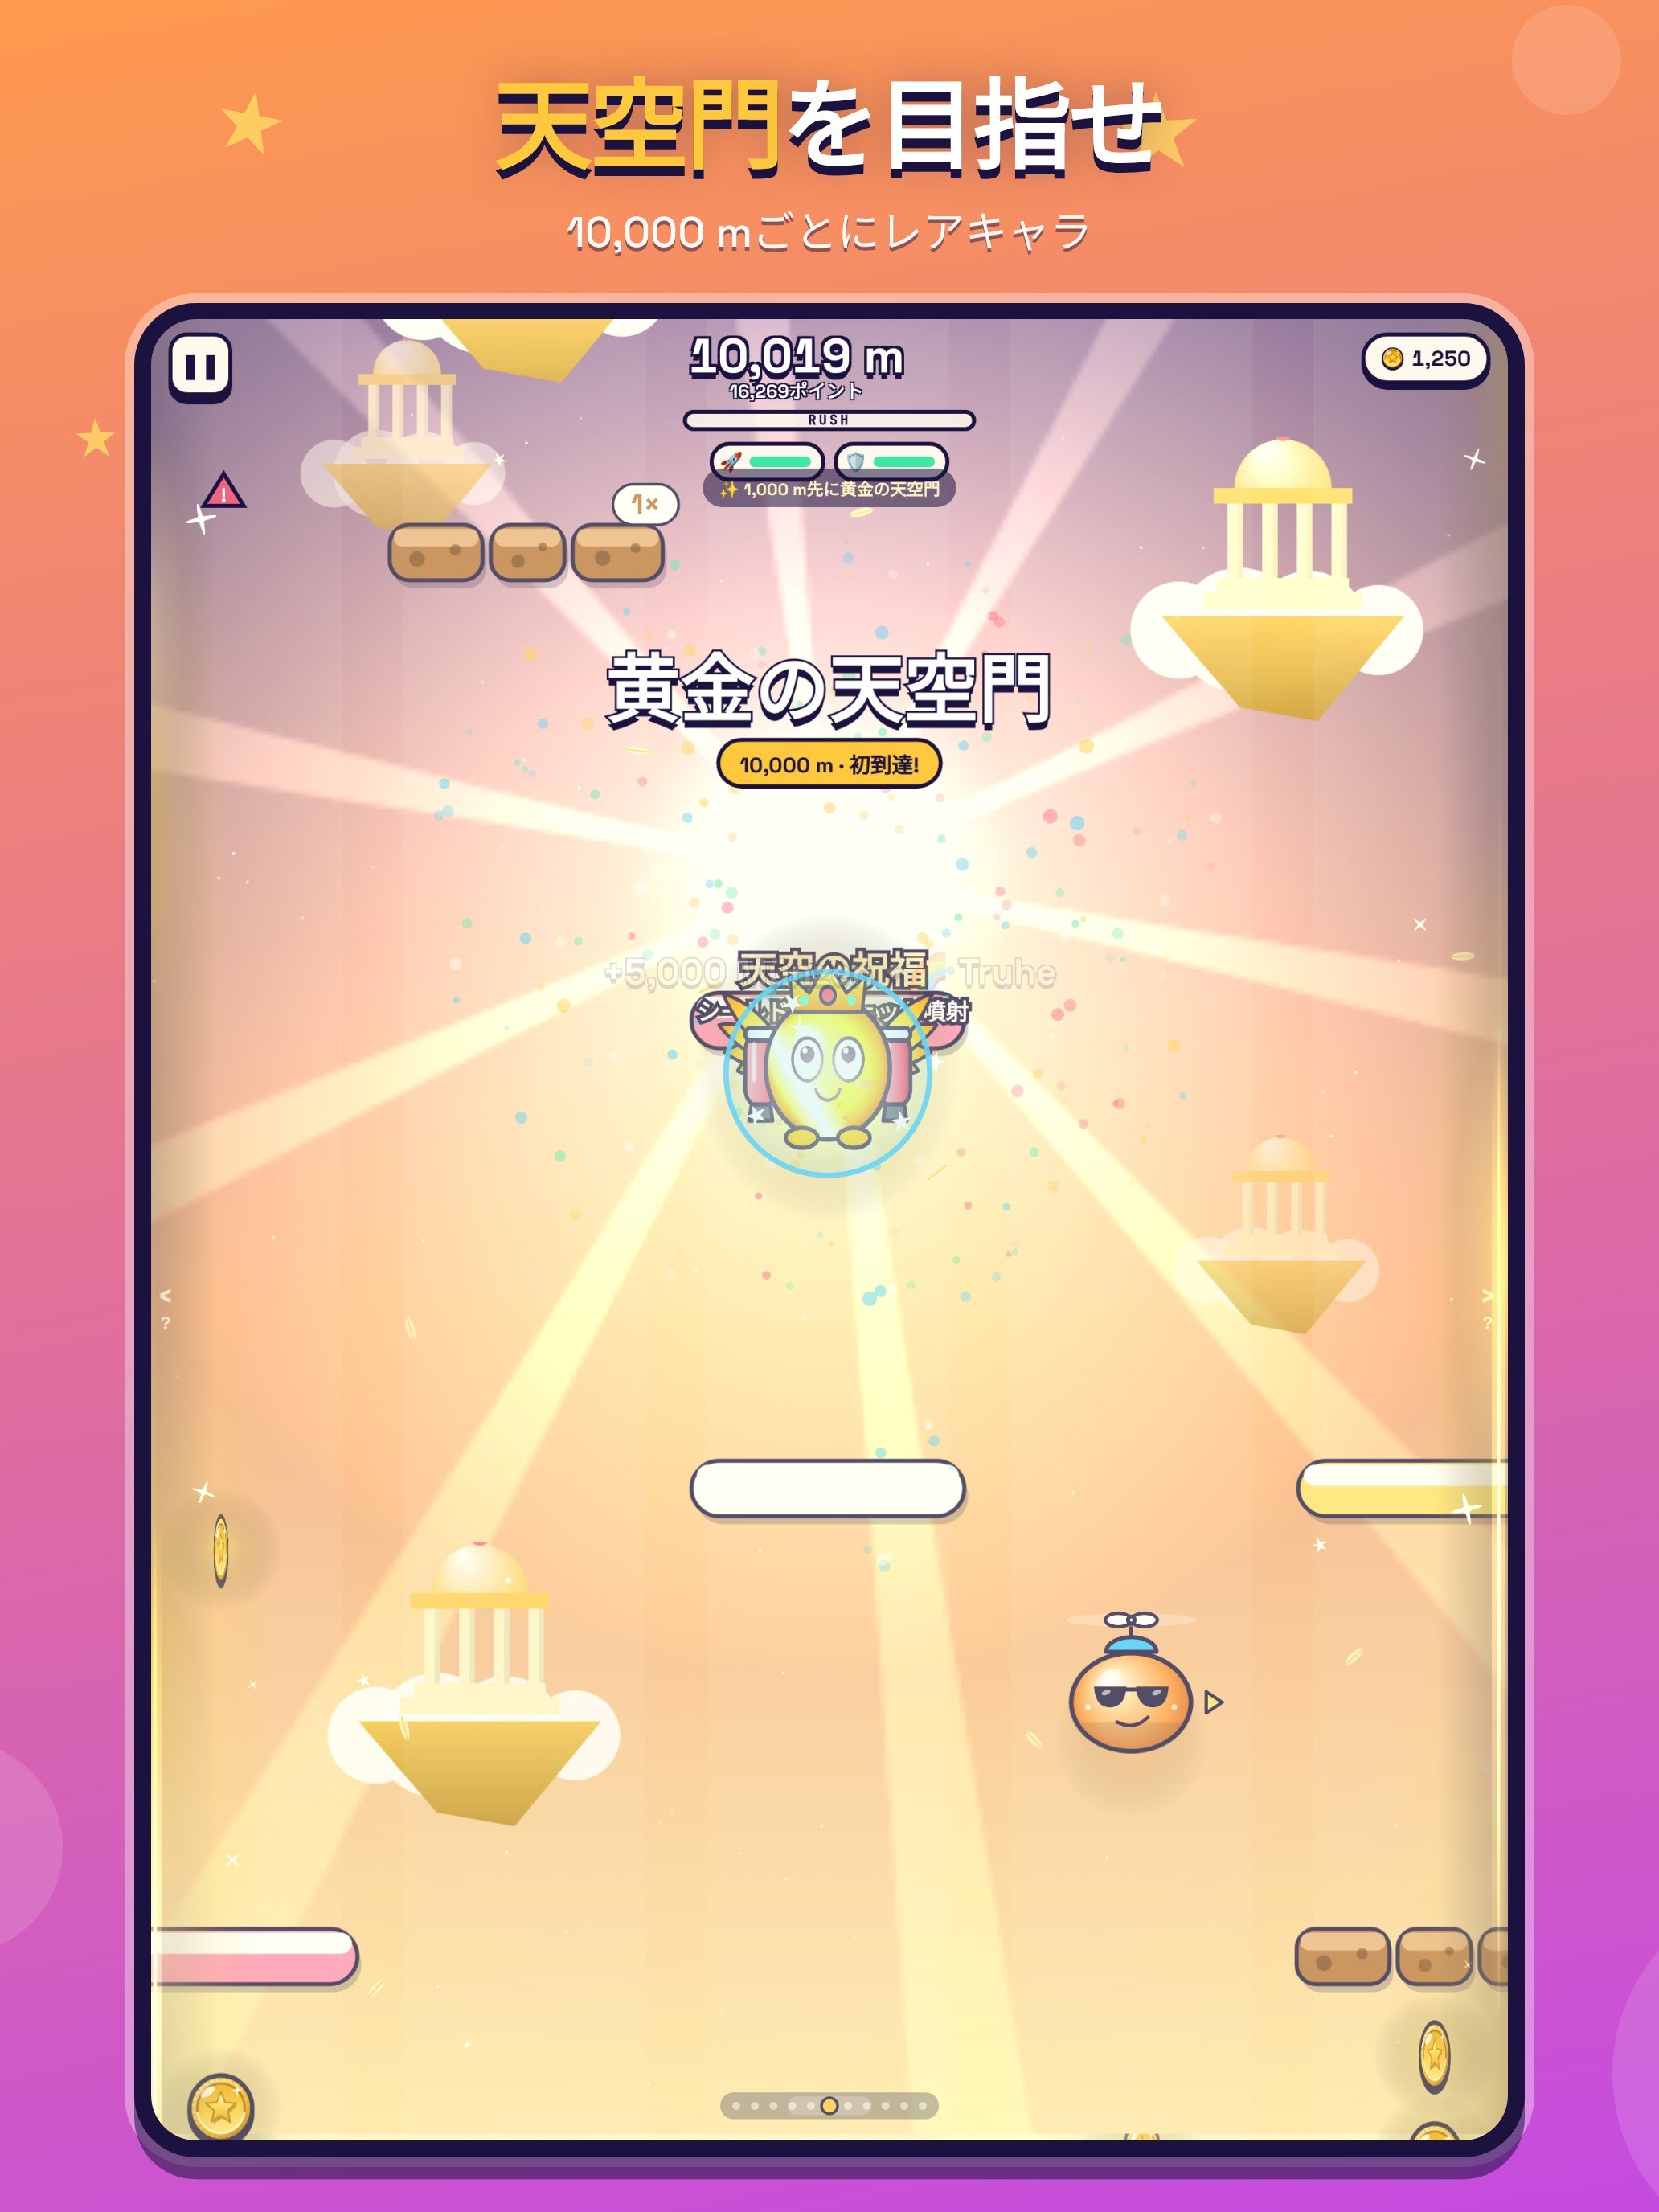 天空門を目指せ
10,000 mごとにレアキャラ
10,019 m
1,250
16,269ポイント
RUSH
✨ 1,000 m先に黄金の天空門
1×
黄金の天空門
10,000 m・初到達!
+5,000
天空の祝福
Truhe
噴射
<
?
>
?